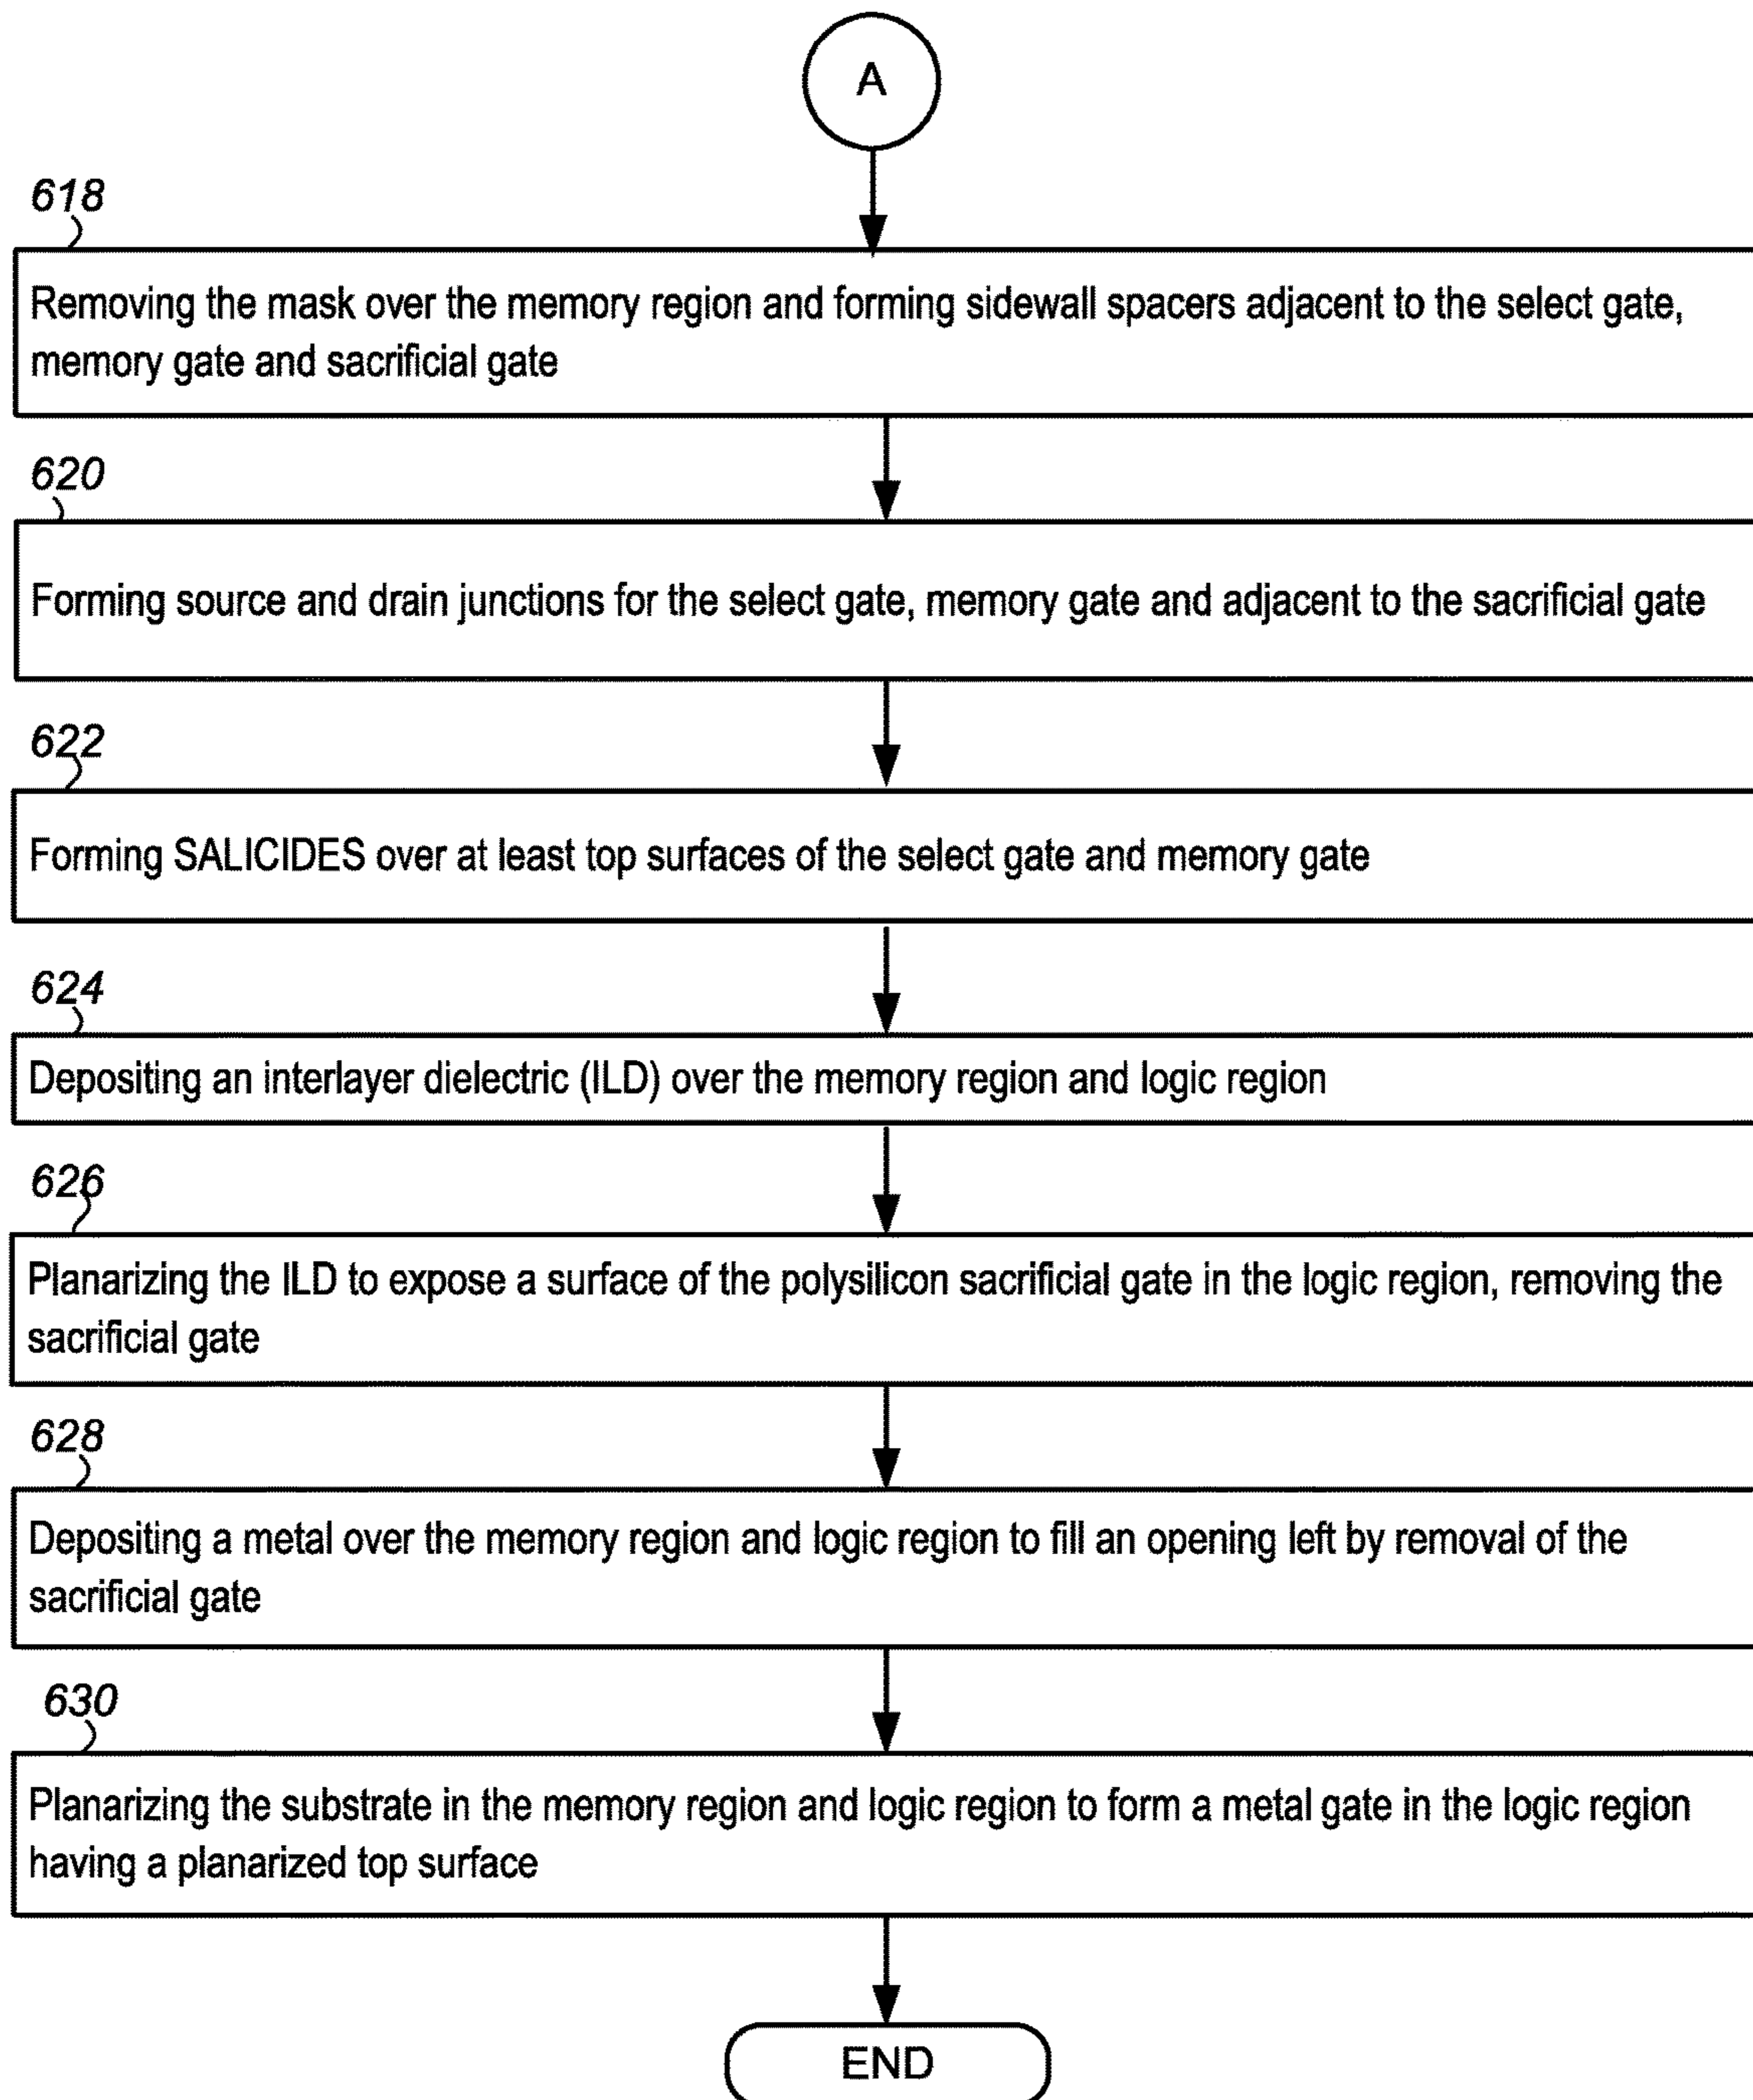 A
618
Removing the mask over the memory region and forming sidewall spacers adjacent to the select gate,
memory gate and sacrificial gate
620
Forming source and drain junctions for the select gate, memory gate and adjacent to the sacrificial gate
622
Forming SALICIDES over at least top surfaces of the select gate and memory gate
624
Depositing an interlayer dielectric (ILD) over the memory region and logic region
626
Planarizing the ILD to expose a surface of the polysilicon sacrificial gate in the logic region, removing the
sacrificial gate
628
Depositing a metal over the memory region and logic region to fill an opening left by removal of the
sacrificial gate
630
Planarizing the substrate in the memory region and logic region to form a metal gate in the logic region
having a planarized top surface
END